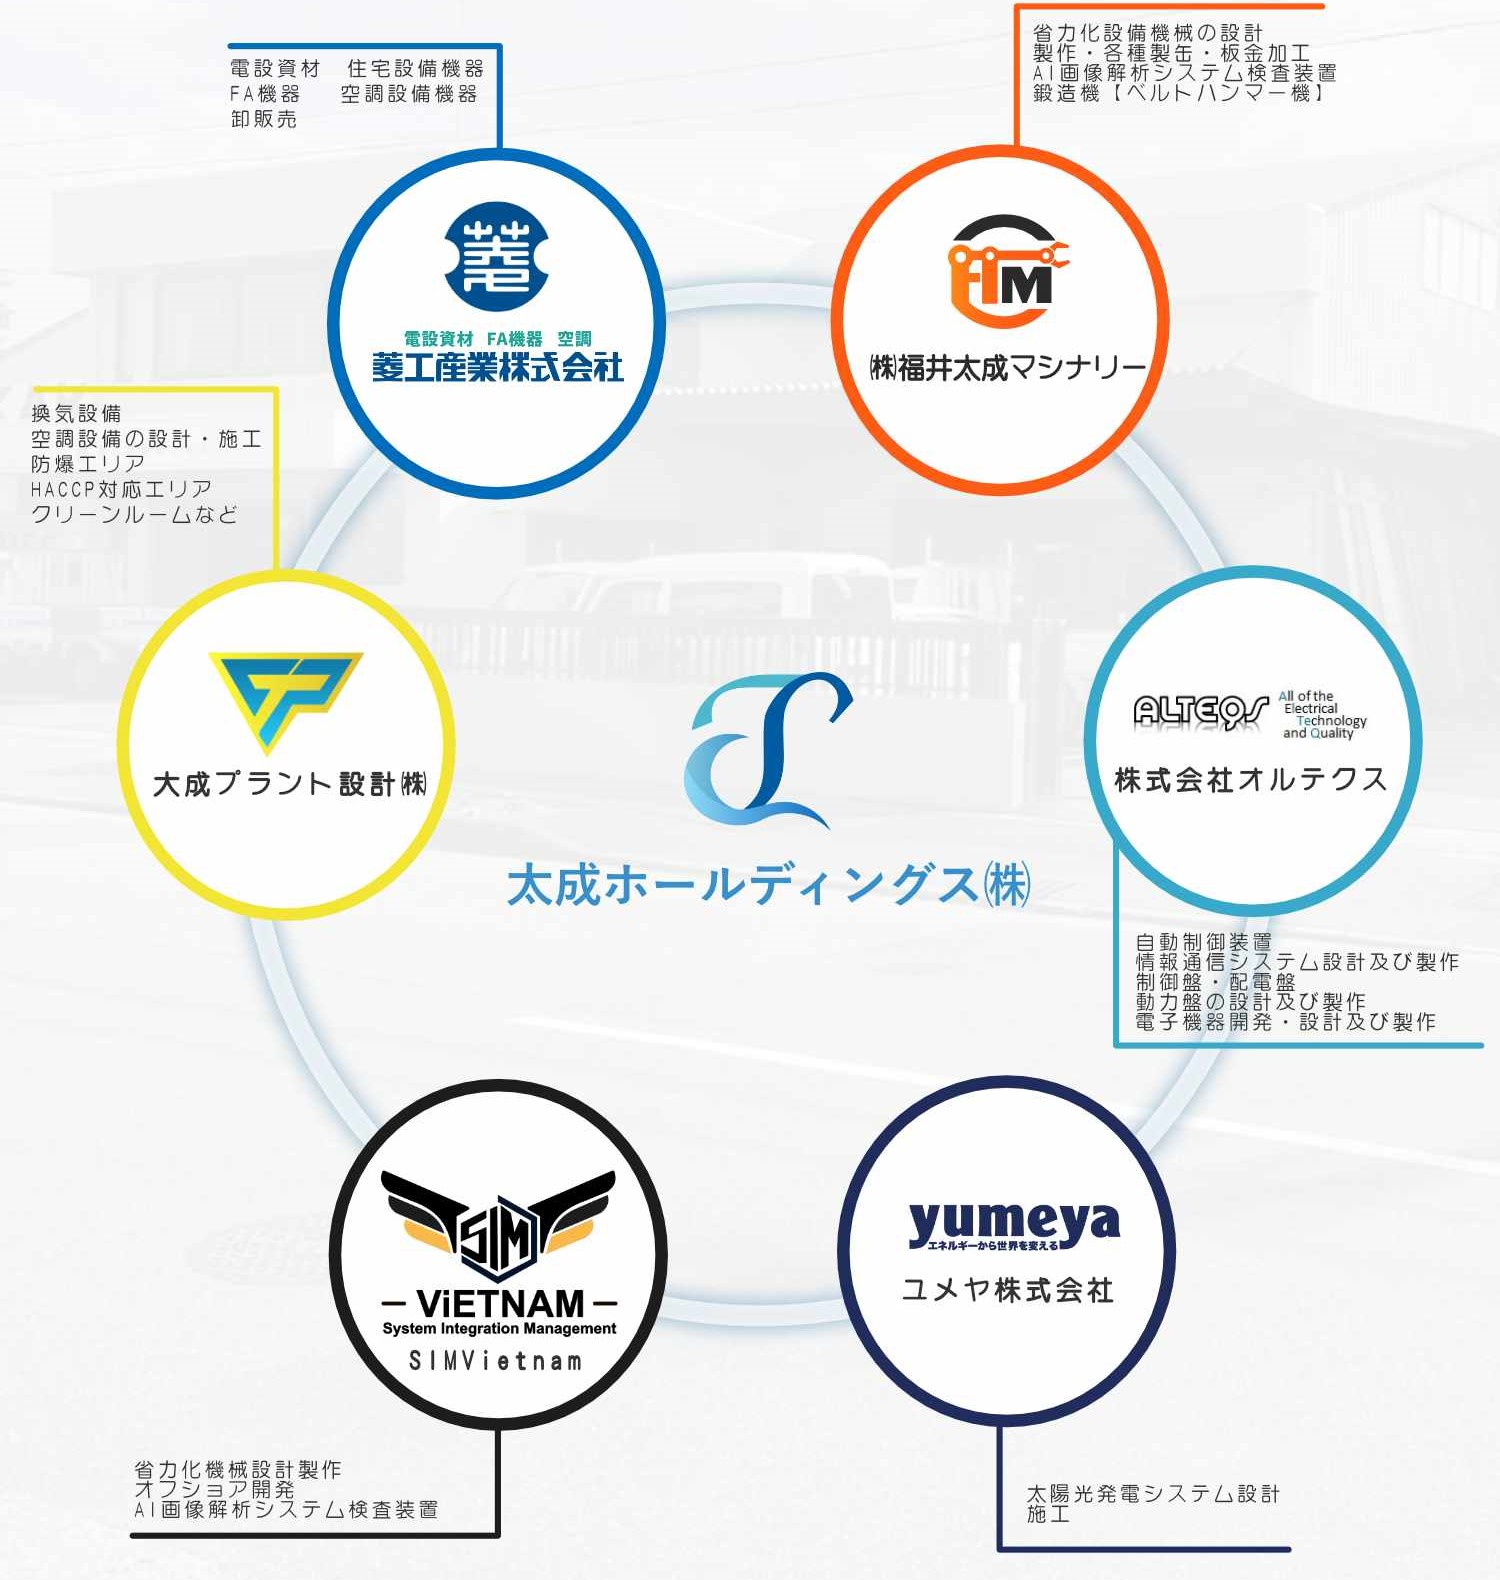 電設資材 住宅設備機器
FA機器 空調設備機器
卸販売
電設資材 FA機器 空調
菱工産業株式会社
省力化設備機械の設計
製作・各種製缶・板金加工
AI画像解析システム検査装置
鍛造機【ベルトハンマー機】
FTM
㈱福井太成マシナリー
換気設備
空調設備の設計・施工
防爆エリア
HACCP対応エリア
クリーンルームなど
大成プラント設計㈱
太成ホールディングス㈱
ALTEQS
All of the
Electrical
Technology
and Quality
株式会社オルテクス
自動制御装置
情報通信システム設計及び製作
制御盤・配電盤
動力盤の設計及び製作
電子機器開発・設計及び製作
SIM
ViETNAM
System Integration Management
SIMVietnam
省力化機械設計製作
オフショア開発
AI画像解析システム検査装置
yumeya
エネルギーから世界を変える
ユメヤ株式会社
太陽光発電システム設計
施工